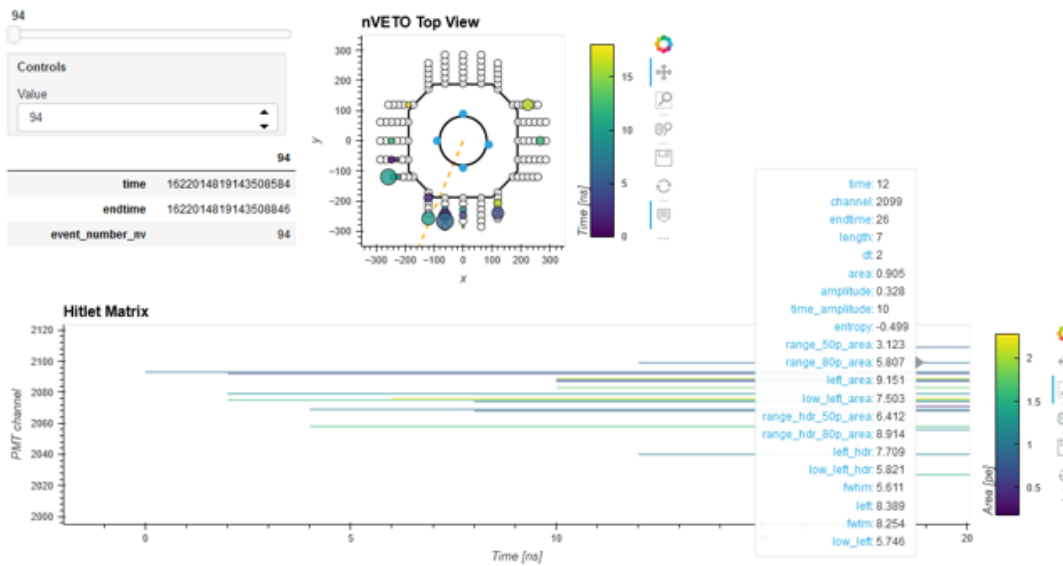 94
Controls
Value
94
94
time 1622014819143508584
endtime 1622014819143508846
event_number_nv 94
nVETO Top View
300
200
100
0
−100
−200
−300
y
−300 −200 −100 0 100 200 300
x
15
10
5
0
Time [ns]
Hitlet Matrix
2120
2100
2080
2060
2040
2020
2000
PMT channel
0 5 10 20
Time [ns]
time: 12
channel: 2099
endtime: 26
length: 7
dt: 2
area: 0.905
amplitude: 0.328
time_amplitude: 10
entropy: -0.499
range_50p_area: 3.123
range_80p_area: 5.807
left_area: 9.151
low_left_area: 7.503
range_hdr_50p_area: 6.412
range_hdr_80p_area: 8.914
left_hdr: 7.709
low_left_hdr: 5.821
fwhm: 5.611
left: 8.389
fwtm: 8.254
low_left: 5.746
2
1.5
1
0.5
Area [pe]